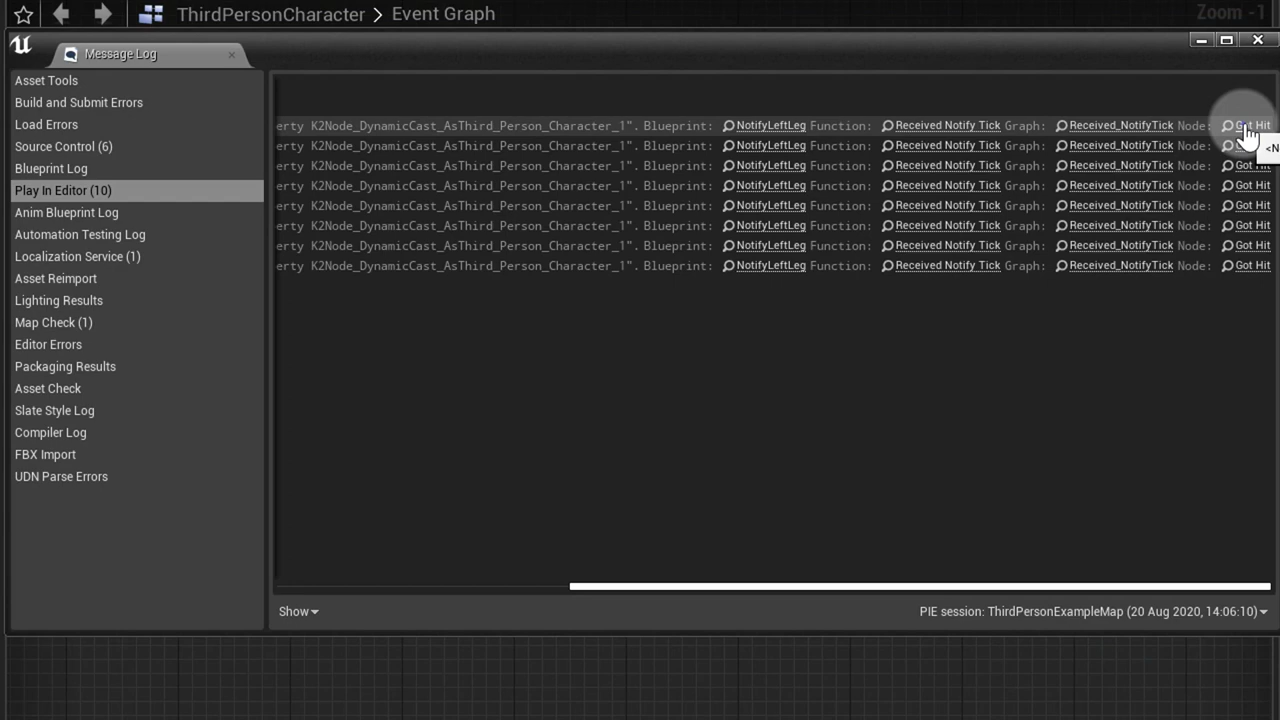 ThirdPersonCharacter > Event Graph
Zoom -1
Message Log
Asset Tools
Build and Submit Errors
Load Errors
Source Control (6)
Blueprint Log
Play In Editor (10)
Anim Blueprint Log
Automation Testing Log
Localization Service (1)
Asset Reimport
Lighting Results
Map Check (1)
Editor Errors
Packaging Results
Asset Check
Slate Style Log
Compiler Log
FBX Import
UDN Parse Errors
erty K2Node_DynamicCast_AsThird_Person_Character_1". Blueprint: NotifyLeftLeg Function: Received Notify Tick Graph: Received_NotifyTick Node: Got Hit
erty K2Node_DynamicCast_AsThird_Person_Character_1". Blueprint: NotifyLeftLeg Function: Received Notify Tick Graph: Received_NotifyTick Node:
erty K2Node_DynamicCast_AsThird_Person_Character_1". Blueprint: NotifyLeftLeg Function: Received Notify Tick Graph: Received_NotifyTick Node: Got Hit
erty K2Node_DynamicCast_AsThird_Person_Character_1". Blueprint: NotifyLeftLeg Function: Received Notify Tick Graph: Received_NotifyTick Node: Got Hit
erty K2Node_DynamicCast_AsThird_Person_Character_1". Blueprint: NotifyLeftLeg Function: Received Notify Tick Graph: Received_NotifyTick Node: Got Hit
erty K2Node_DynamicCast_AsThird_Person_Character_1". Blueprint: NotifyLeftLeg Function: Received Notify Tick Graph: Received_NotifyTick Node: Got Hit
erty K2Node_DynamicCast_AsThird_Person_Character_1". Blueprint: NotifyLeftLeg Function: Received Notify Tick Graph: Received_NotifyTick Node: Got Hit
erty K2Node_DynamicCast_AsThird_Person_Character_1". Blueprint: NotifyLeftLeg Function: Received Notify Tick Graph: Received_NotifyTick Node: Got Hit
<N
Show
PIE session: ThirdPersonExampleMap (20 Aug 2020, 14:06:10)